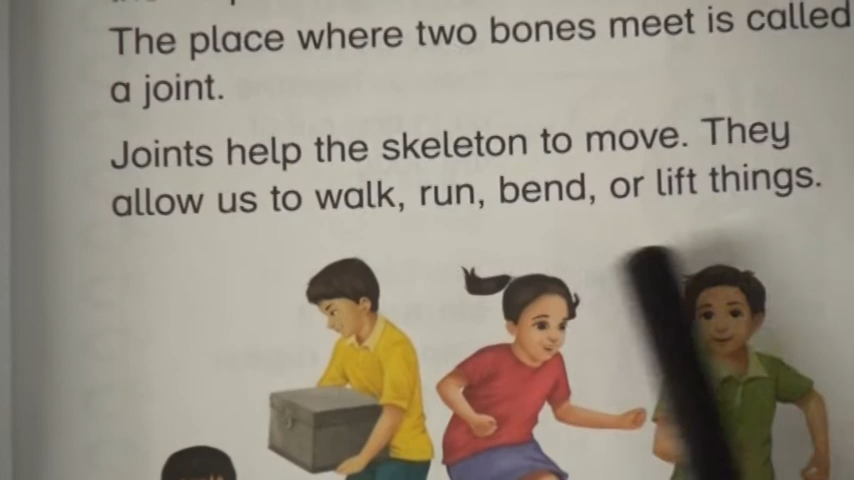 The place where two bones meet is called
a joint.
Joints help the skeleton to move. They
allow us to walk, run, bend, or lift things.